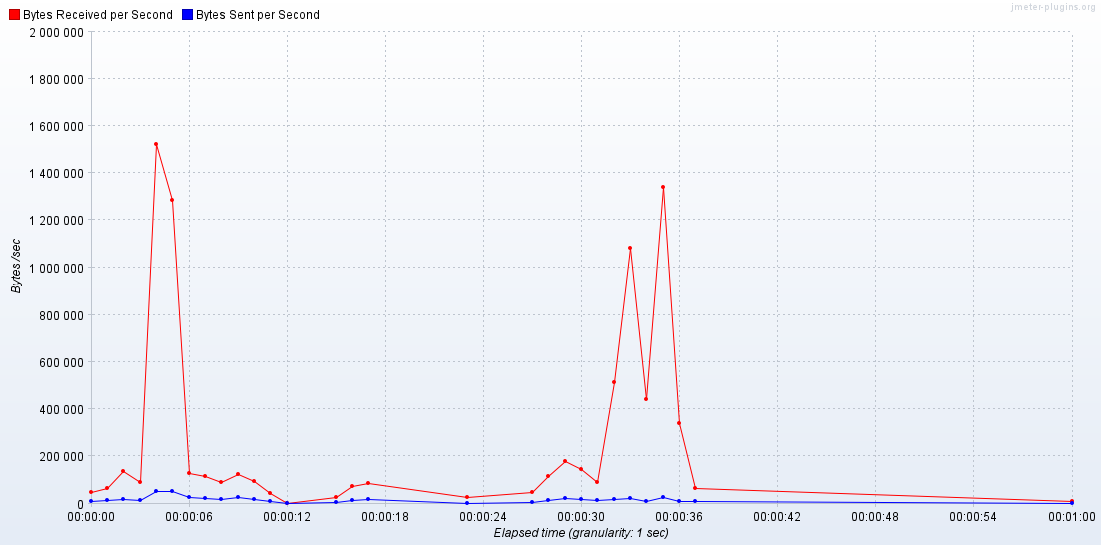 jmeter-plugins.org
Bytes Received per Second Bytes Sent per Second
2 000 000
1 800 000
1 600 000
1 400 000
1 200 000
1 000 000
800 000
600 000
400 000
200 000
0
Bytes /sec
00:00:00 00:00:06 00:00:12 00:00:18 00:00:24 00:00:30 00:00:36 00:00:42 00:00:48 00:00:54 00:01:00
Elapsed time (granularity: 1 sec)